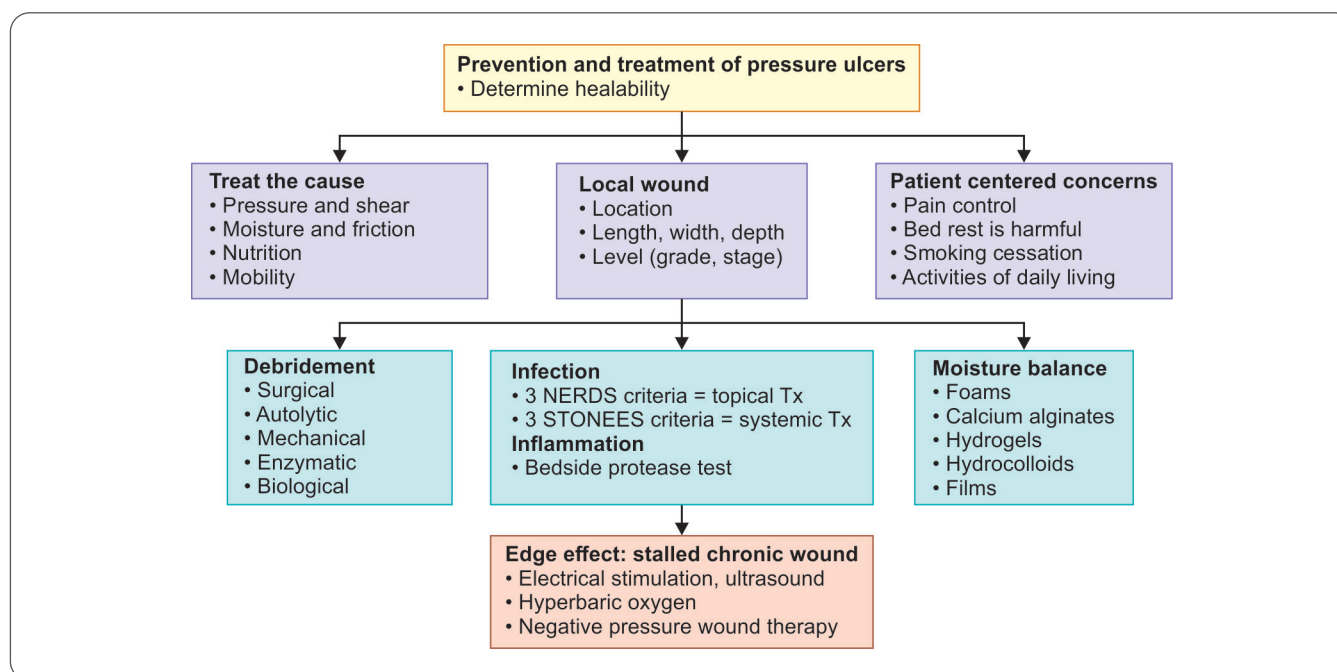 Prevention and treatment of pressure ulcers
• Determine healability
Treat the cause
• Pressure and shear
• Moisture and friction
• Nutrition
• Mobility
Local wound
• Location
• Length, width, depth
• Level (grade, stage)
Patient centered concerns
• Pain control
• Bed rest is harmful
• Smoking cessation
• Activities of daily living
Debridement
• Surgical
• Autolytic
• Mechanical
• Enzymatic
• Biological
Infection
• 3 NERDS criteria = topical Tx
• 3 STONEES criteria = systemic Tx
Inflammation
• Bedside protease test
Moisture balance
• Foams
• Calcium alginates
• Hydrogels
• Hydrocolloids
• Films
Edge effect: stalled chronic wound
• Electrical stimulation, ultrasound
• Hyperbaric oxygen
• Negative pressure wound therapy